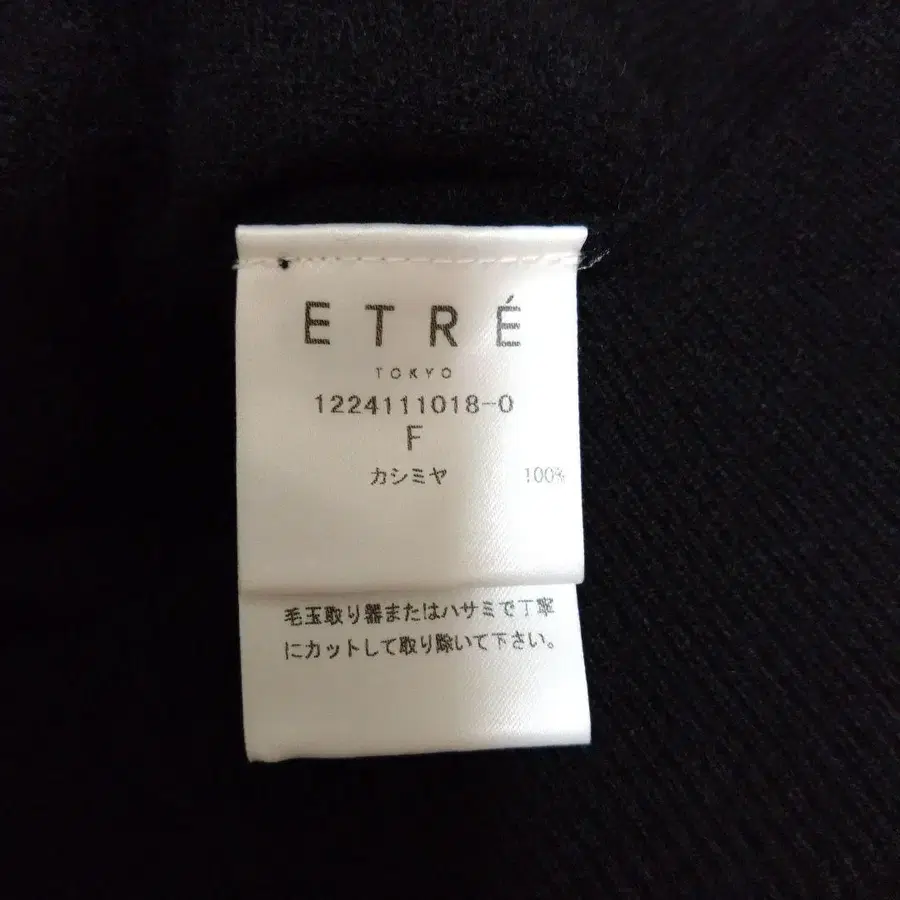 ETRÉ
TOKYO
1224111018-0
F
カシミヤ 100%
毛玉取り器またはハサミで丁寧
にカットして取り除いて下さい。